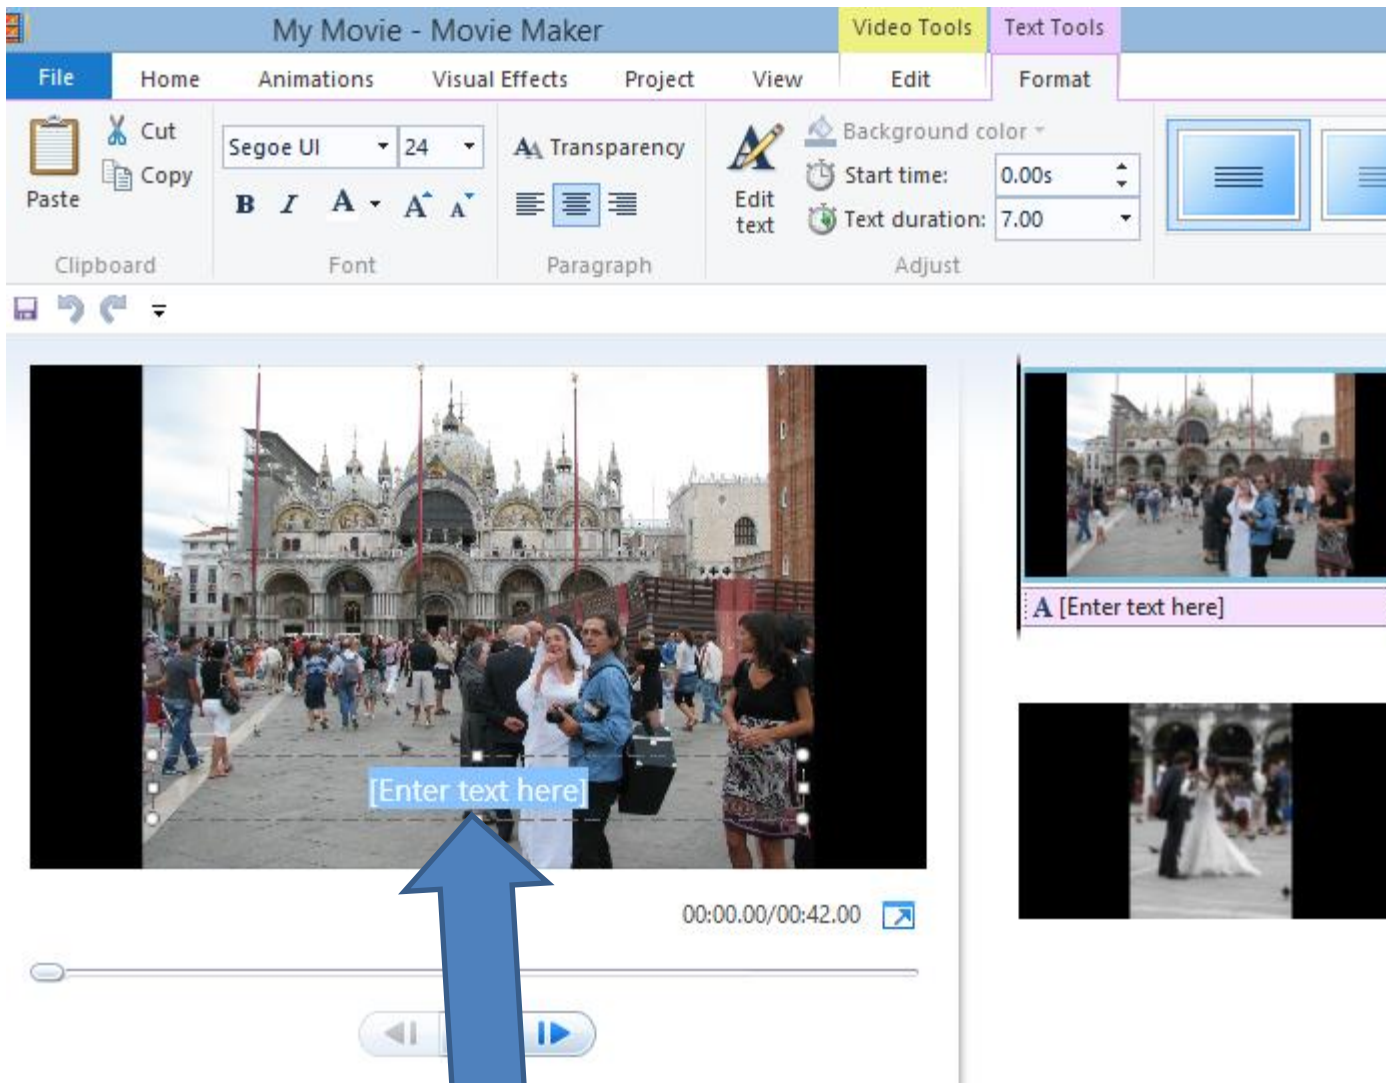 My Movie - Movie Maker
Video Tools
Text Tools
File
Home
Animations
Visual Effects
Project
View
Edit
Format
Paste
Cut
Copy
Clipboard
Segoe UI
24
B I A A A
Font
Transparency
Paragraph
Edit
text
Background color
Start time:
0.00s
Text duration:
7.00
Adjust
[Enter text here]
00:00.00/00:42.00
A [Enter text here]